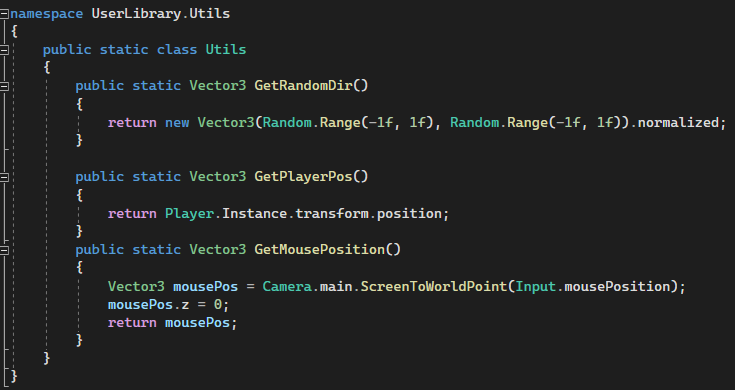 namespace UserLibrary.Utils
{
    public static class Utils
    {
        public static Vector3 GetRandomDir()
        {
            return new Vector3(Random.Range(-1f, 1f), Random.Range(-1f, 1f)).normalized;
        }

        public static Vector3 GetPlayerPos()
        {
            return Player.Instance.transform.position;
        }
        public static Vector3 GetMousePosition()
        {
            Vector3 mousePos = Camera.main.ScreenToWorldPoint(Input.mousePosition);
            mousePos.z = 0;
            return mousePos;
        }
    }
}